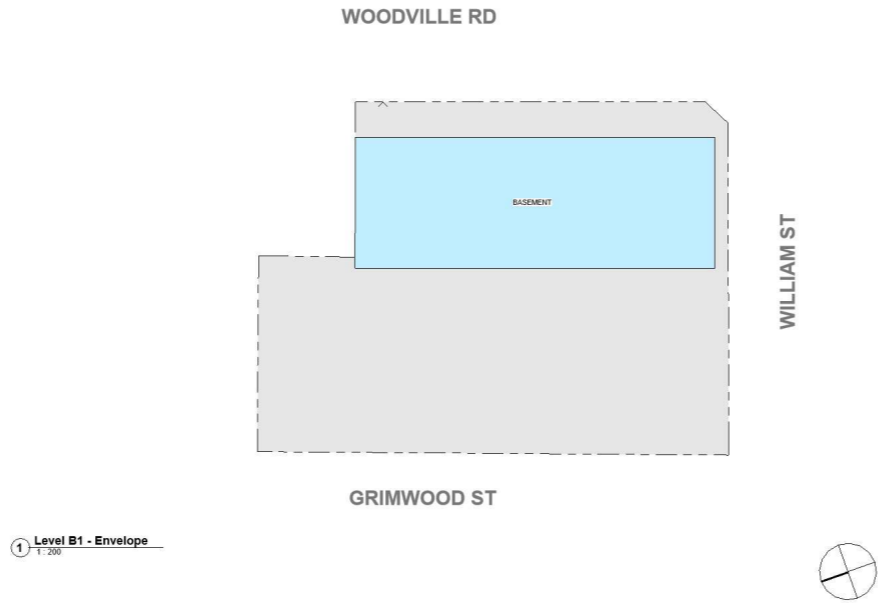 WOODVILLE RD
BASEMENT
WILLIAM ST
GRIMWOOD ST
1 Level B1 - Envelope
1 : 200